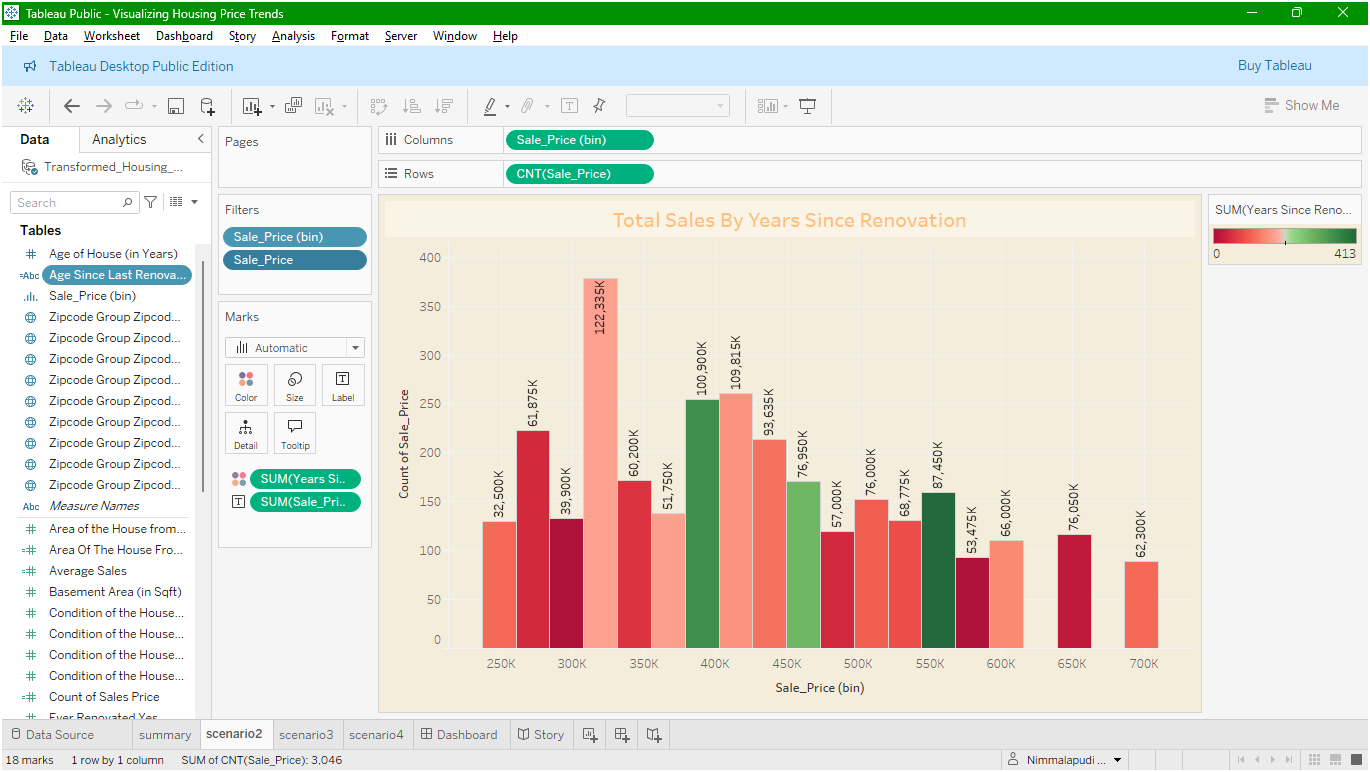 Tableau Public - Visualizing Housing Price Trends
File Data Worksheet Dashboard Story Analysis Format Server Window Help
Tableau Desktop Public Edition
Buy Tableau
Show Me
Data Analytics
Transformed_Housing_...
Search
Tables
Age of House (in Years)
Abc Age Since Last Renova...
Sale_Price (bin)
Zipcode Group Zipcod...
Zipcode Group Zipcod...
Zipcode Group Zipcod...
Zipcode Group Zipcod...
Zipcode Group Zipcod...
Zipcode Group Zipcod...
Zipcode Group Zipcod...
Zipcode Group Zipcod...
Zipcode Group Zipcod...
Abc Measure Names
Area of the House from...
Area Of The House Fro...
Average Sales
Basement Area (in Sqft)
Condition of the House...
Condition of the House...
Condition of the House...
Condition of the House...
Count of Sales Price
Ever Renovated Yes
Pages
Filters
Sale_Price (bin)
Sale_Price
Marks
Automatic
Color Size Label
Detail Tooltip
SUM(Years Si..
SUM(Sale_Pri..
Columns Sale_Price (bin)
Rows CNT(Sale_Price)
Total Sales By Years Since Renovation
Count of Sale_Price
400
350
300
250
200
150
100
50
0
32,500K
61,875K
39,900K
122,335K
60,200K
51,750K
100,900K
109,815K
93,635K
76,950K
57,000K
76,000K
68,775K
87,450K
53,475K
66,000K
76,050K
62,300K
250K 300K 350K 400K 450K 500K 550K 600K 650K 700K
Sale_Price (bin)
SUM(Years Since Reno...
0 413
Data Source summary scenario2 scenario3 scenario4 Dashboard Story
18 marks 1 row by 1 column SUM of CNT(Sale_Price): 3,046
Nimmalapudi ...